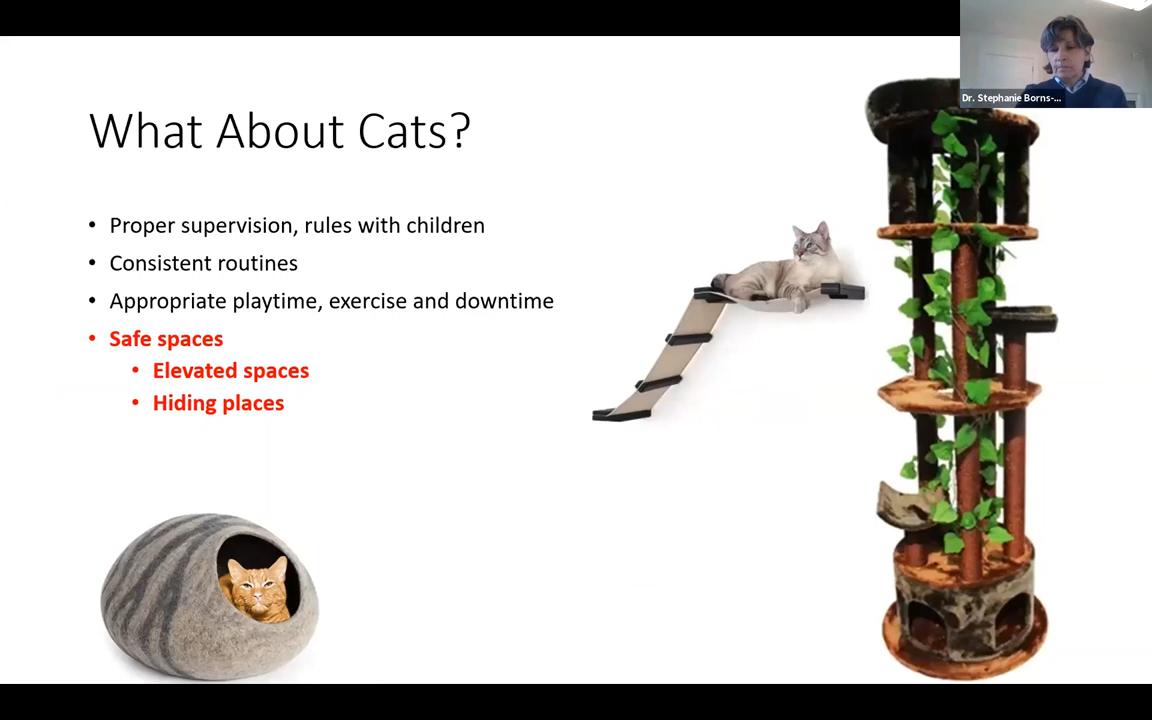 Dr. Stephanie Borns-...
What About Cats?
• Proper supervision, rules with children
• Consistent routines
• Appropriate playtime, exercise and downtime
• Safe spaces
• Elevated spaces
• Hiding places